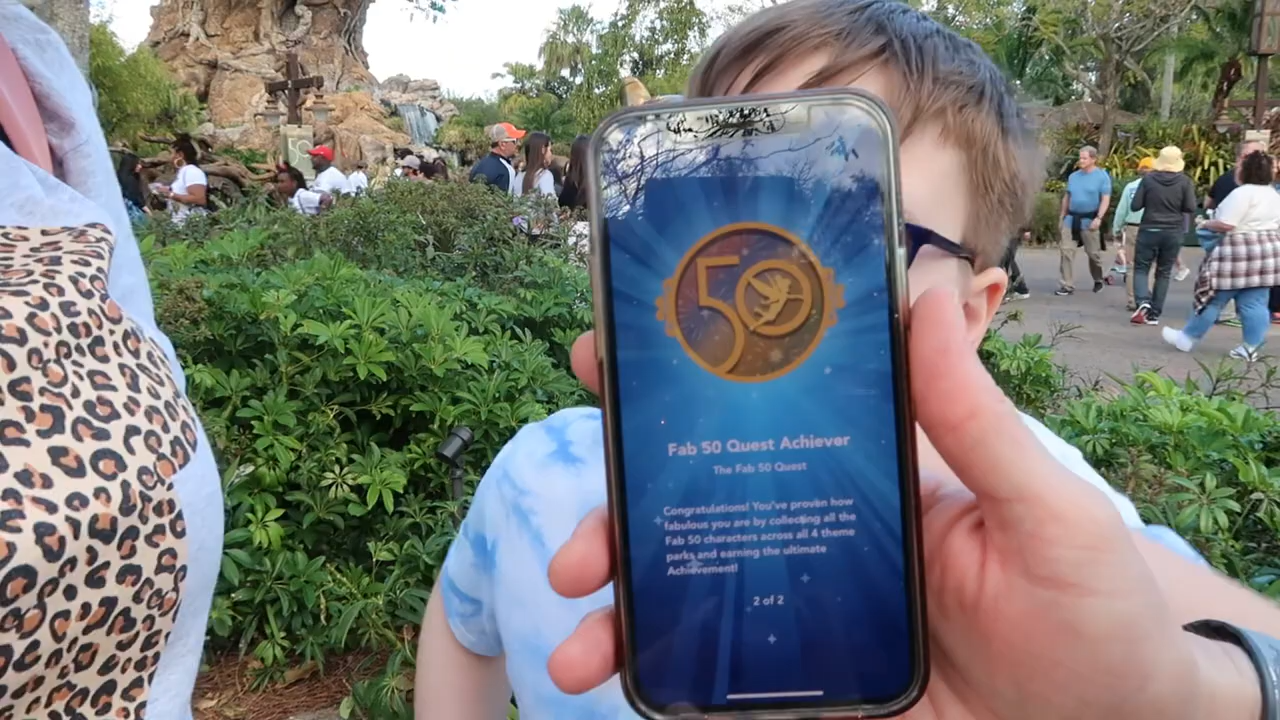 50
Fab 50 Quest Achiever
The Fab 50 Quest
Congratulations! You've proven how
fabulous you are by collecting all the
Fab 50 characters across all 4 theme
parks and earning the ultimate
Achievement!
2 of 2